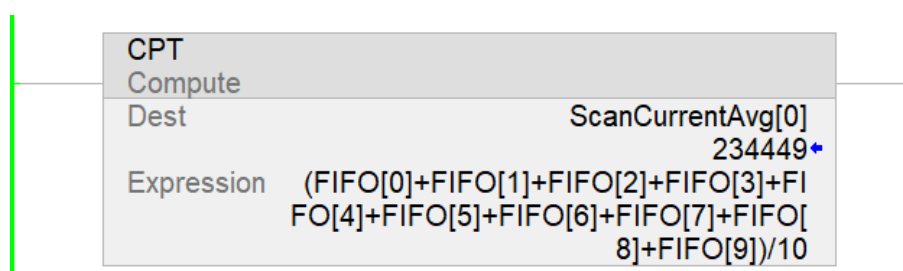 CPT
Compute
Dest ScanCurrentAvg[0]
234449
Expression (FIFO[0]+FIFO[1]+FIFO[2]+FIFO[3]+FI
FO[4]+FIFO[5]+FIFO[6]+FIFO[7]+FIFO[
8]+FIFO[9])/10